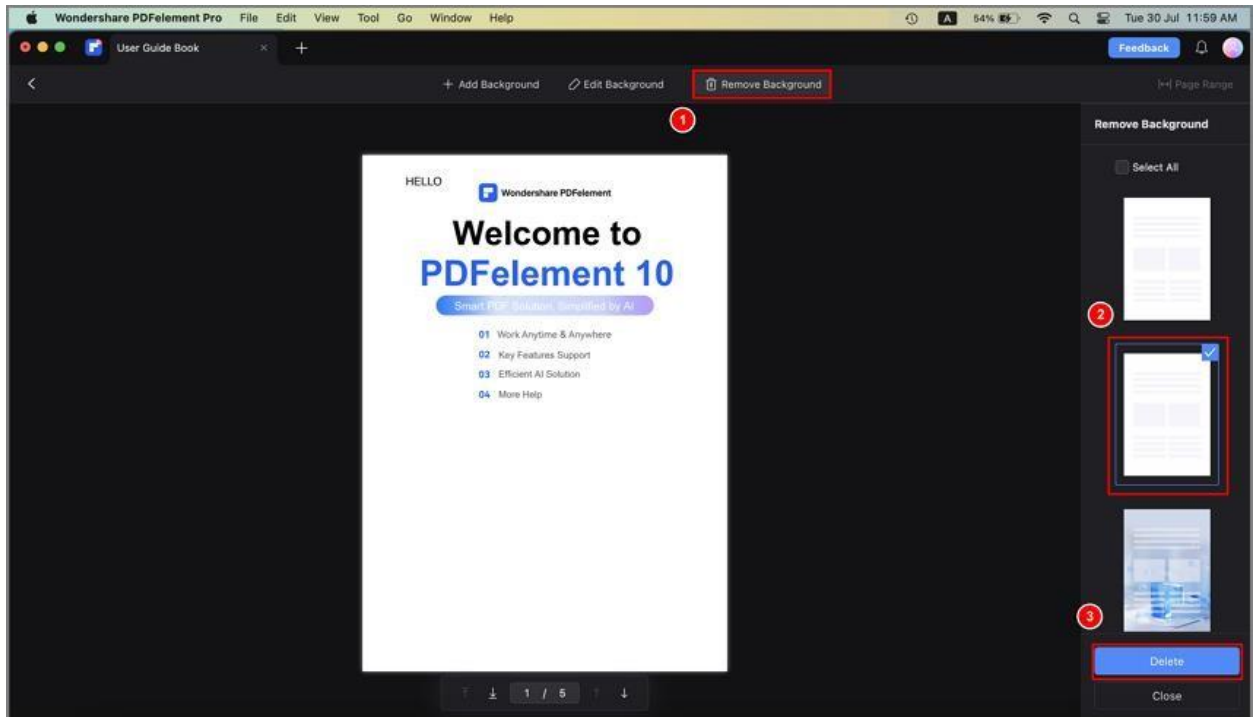 Wondershare PDFelement Pro File Edit View Tool Go Window Help A 54% Tue 30 Jul 11:59 AM
User Guide Book × + Feedback
+ Add Background Edit Background Remove Background Page Range
1
Remove Background
Select All
HELLO
Wondershare PDFelement
Welcome to
PDFelement 10
Smart PDF Solution, Simplified by AI
01 Work Anytime & Anywhere
02 Key Features Support
03 Efficient AI Solution
04 More Help
2
3
Delete
Close
1 / 5